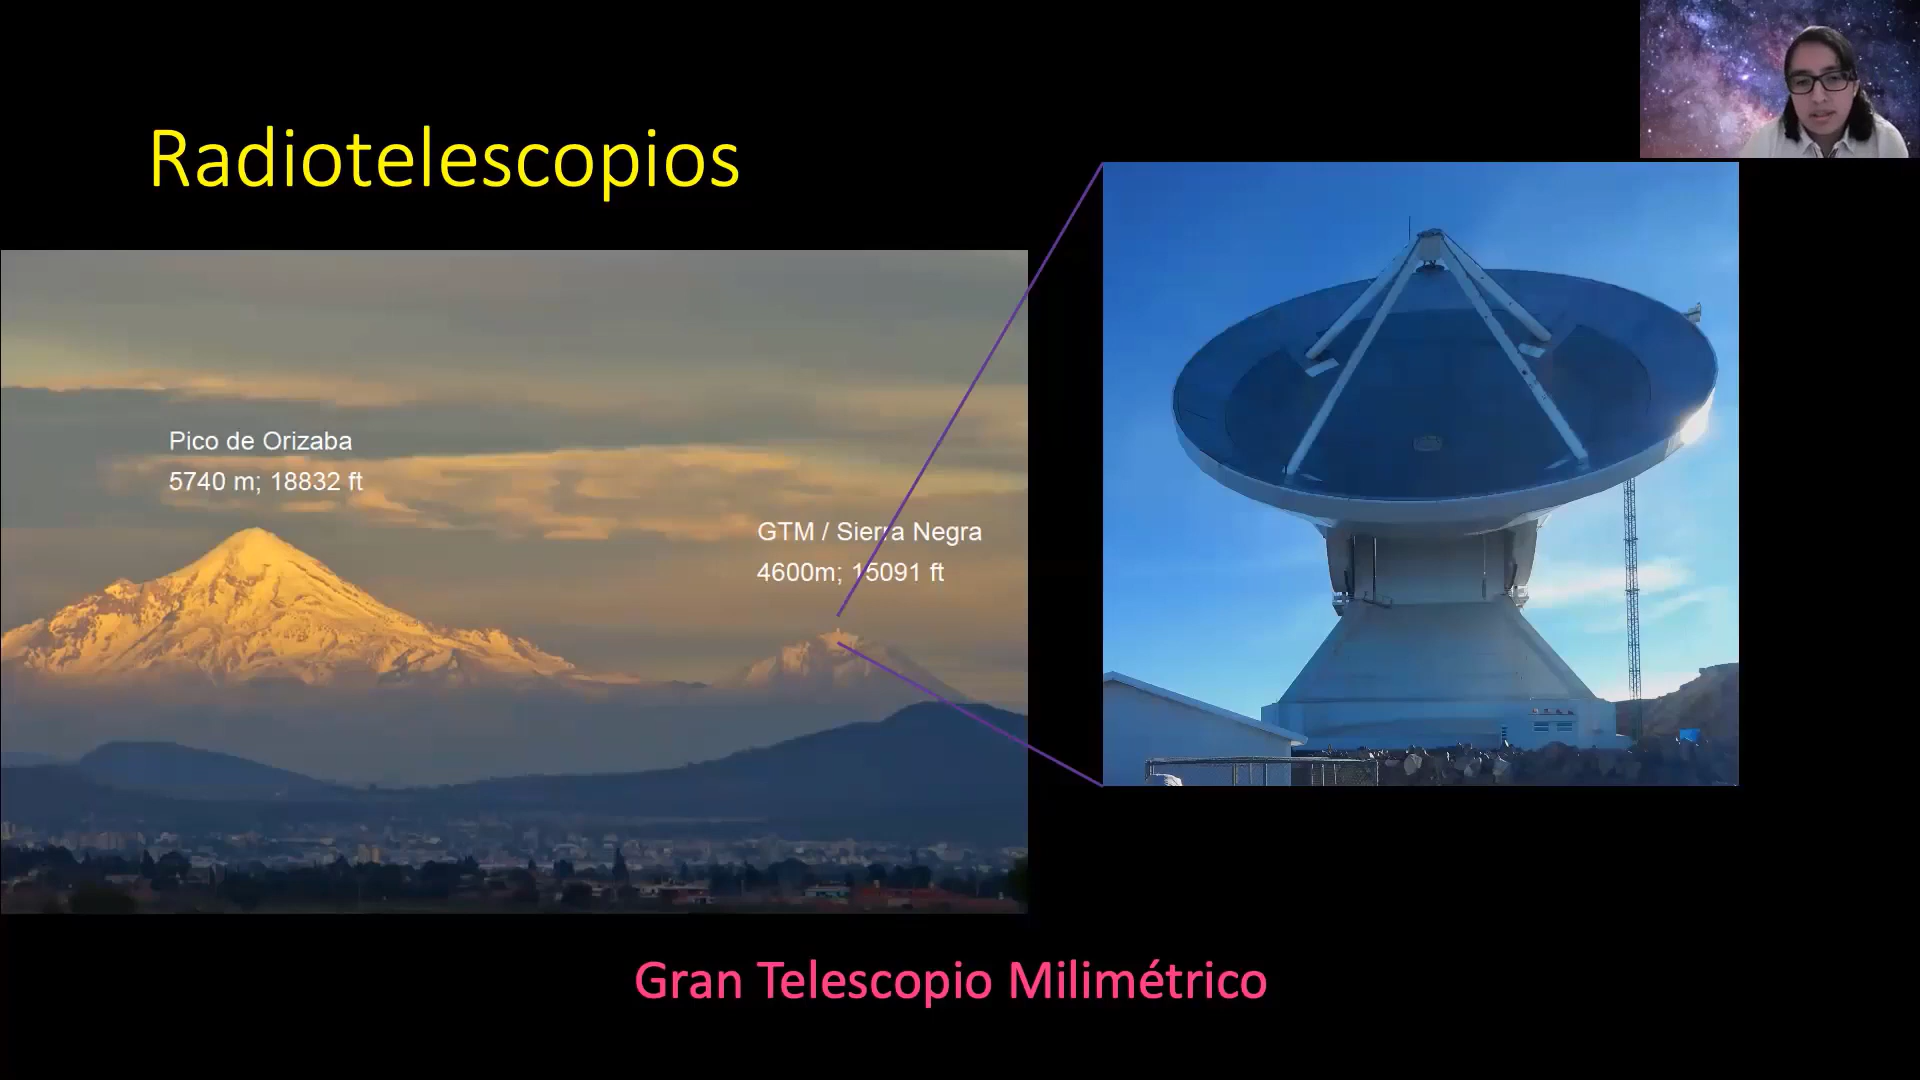 Radiotelescopios
Pico de Orizaba
5740 m; 18832 ft
GTM / Sierra Negra
4600m; 15091 ft
Gran Telescopio Milimétrico